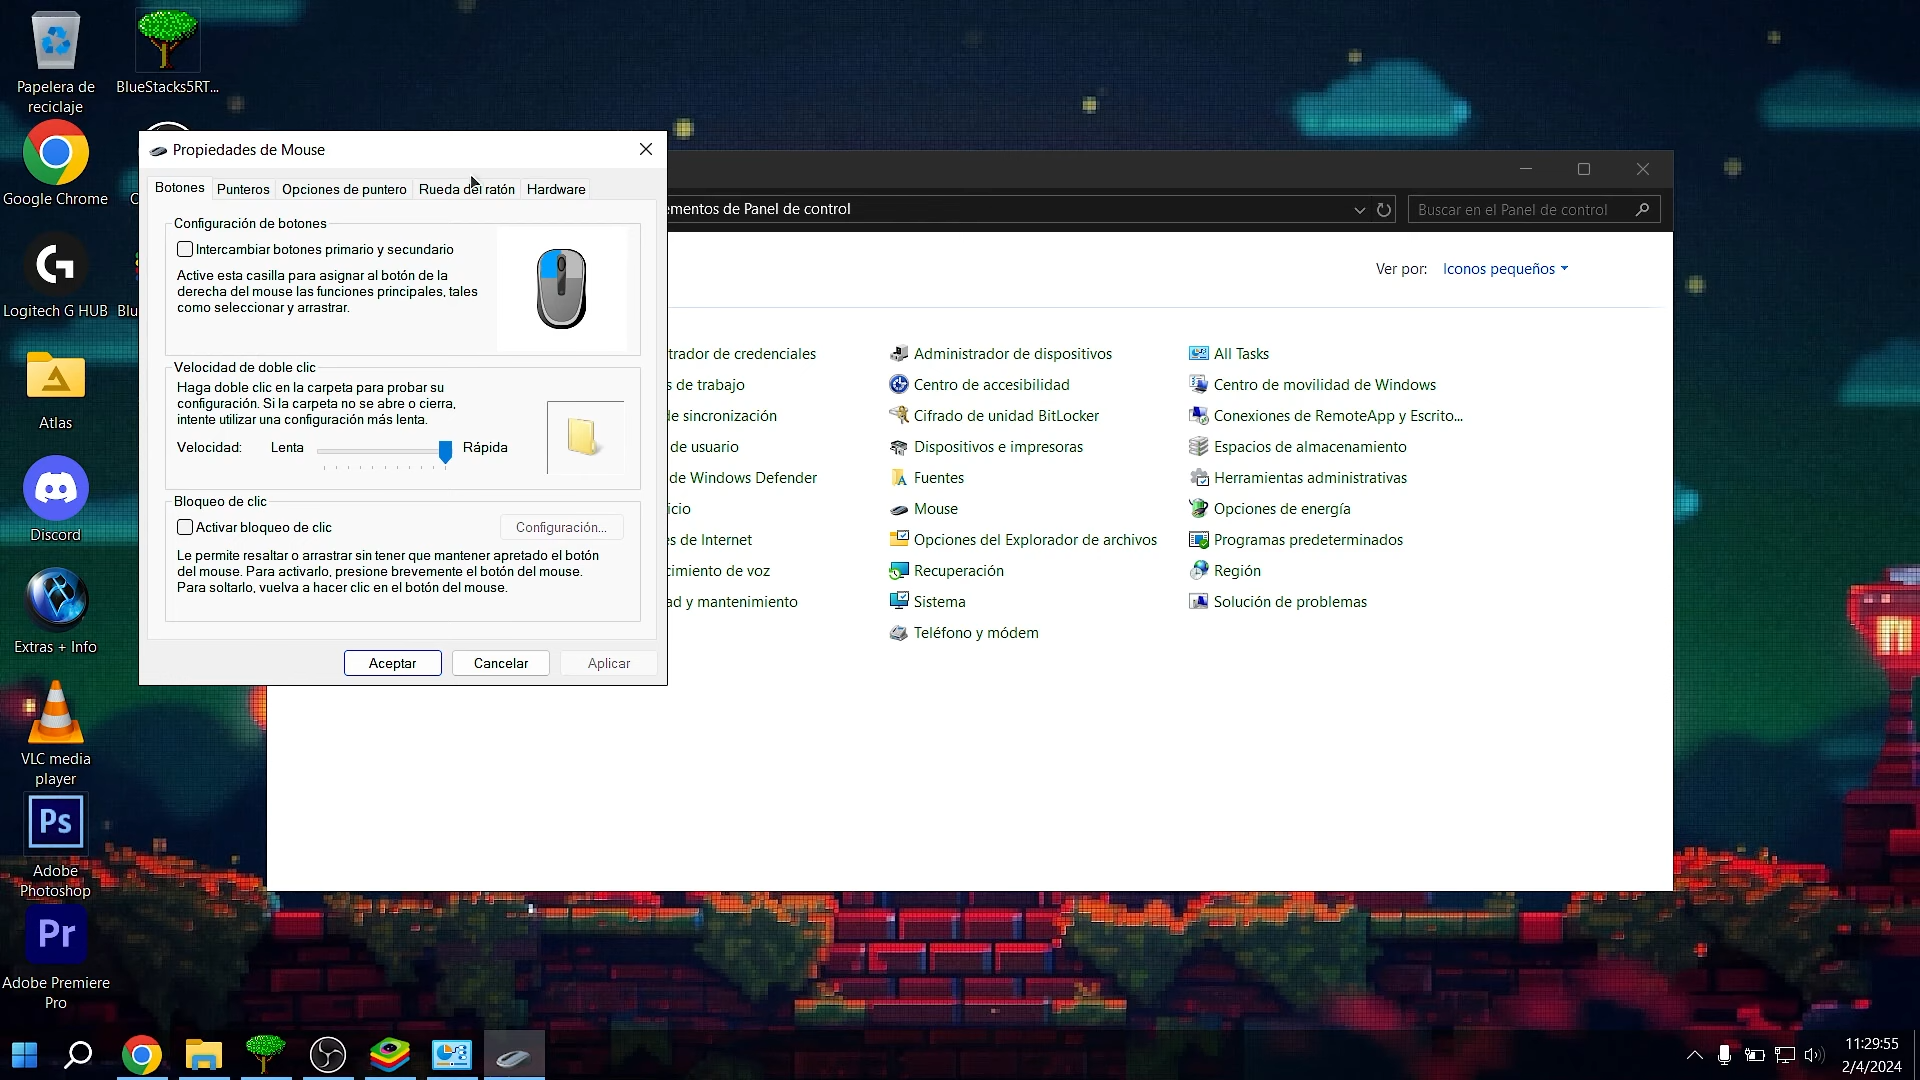 Papelera de
reciclaje
BlueStacks5RT...
Google Chrome
Logitech G HUB
Blu
Atlas
Discord
Extras + Info
VLC media
player
Ps
Adobe
Photoshop
Pr
Adobe Premiere
Pro
Propiedades de Mouse
Botones
Punteros
Opciones de puntero
Rueda del ratón
Hardware
Configuración de botones
Intercambiar botones primario y secundario
Active esta casilla para asignar al botón de la
derecha del mouse las funciones principales, tales
como seleccionar y arrastrar.
Velocidad de doble clic
Haga doble clic en la carpeta para probar su
configuración. Si la carpeta no se abre o cierra,
intente utilizar una configuración más lenta.
Velocidad: Lenta Rápida
Bloqueo de clic
Activar bloqueo de clic
Configuración...
Le permite resaltar o arrastrar sin tener que mantener apretado el botón
del mouse. Para activarlo, presione brevemente el botón del mouse.
Para soltarlo, vuelva a hacer clic en el botón del mouse.
Aceptar
Cancelar
Aplicar
ementos de Panel de control
Buscar en el Panel de control
Ver por: Iconos pequeños
trador de credenciales
s de trabajo
de sincronización
de usuario
de Windows Defender
icio
es de Internet
cimiento de voz
ad y mantenimiento
Administrador de dispositivos
Centro de accesibilidad
Cifrado de unidad BitLocker
Dispositivos e impresoras
Fuentes
Mouse
Opciones del Explorador de archivos
Recuperación
Sistema
Teléfono y módem
All Tasks
Centro de movilidad de Windows
Conexiones de RemoteApp y Escrito...
Espacios de almacenamiento
Herramientas administrativas
Opciones de energía
Programas predeterminados
Región
Solución de problemas
11:29:55
2/4/2024